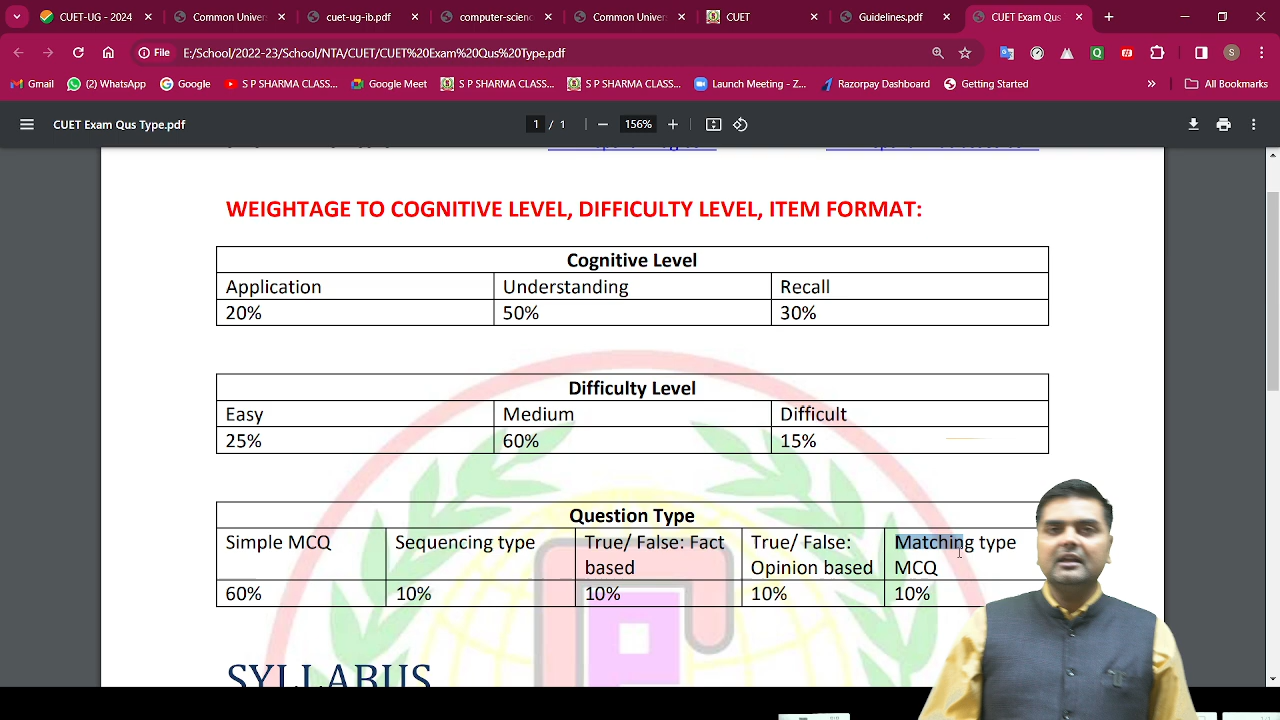 CUET-UG - 2024
Common Univer
cuet-ug-ib.pdf
computer-scienc
Common Univer
CUET
Guidelines.pdf
CUET Exam Qus
File E:/School/2022-23/School/NTA/CUET/CUET%20Exam%20Qus%20Type.pdf
Q
S
Gmail (2) WhatsApp Google S P SHARMA CLASS... Google Meet S P SHARMA CLASS... S P SHARMA CLASS... Launch Meeting - Z... Razorpay Dashboard Getting Started » All Bookmarks
CUET Exam Qus Type.pdf 1 / 1 156%
WEIGHTAGE TO COGNITIVE LEVEL, DIFFICULTY LEVEL, ITEM FORMAT:
Cognitive Level
Application Understanding Recall
20% 50% 30%
Difficulty Level
Easy Medium Difficult
25% 60% 15%
Question Type
Simple MCQ Sequencing type True/ False: Fact True/ False: Matching type
based Opinion based MCQ
60% 10% 10% 10% 10%
SYLLABUS